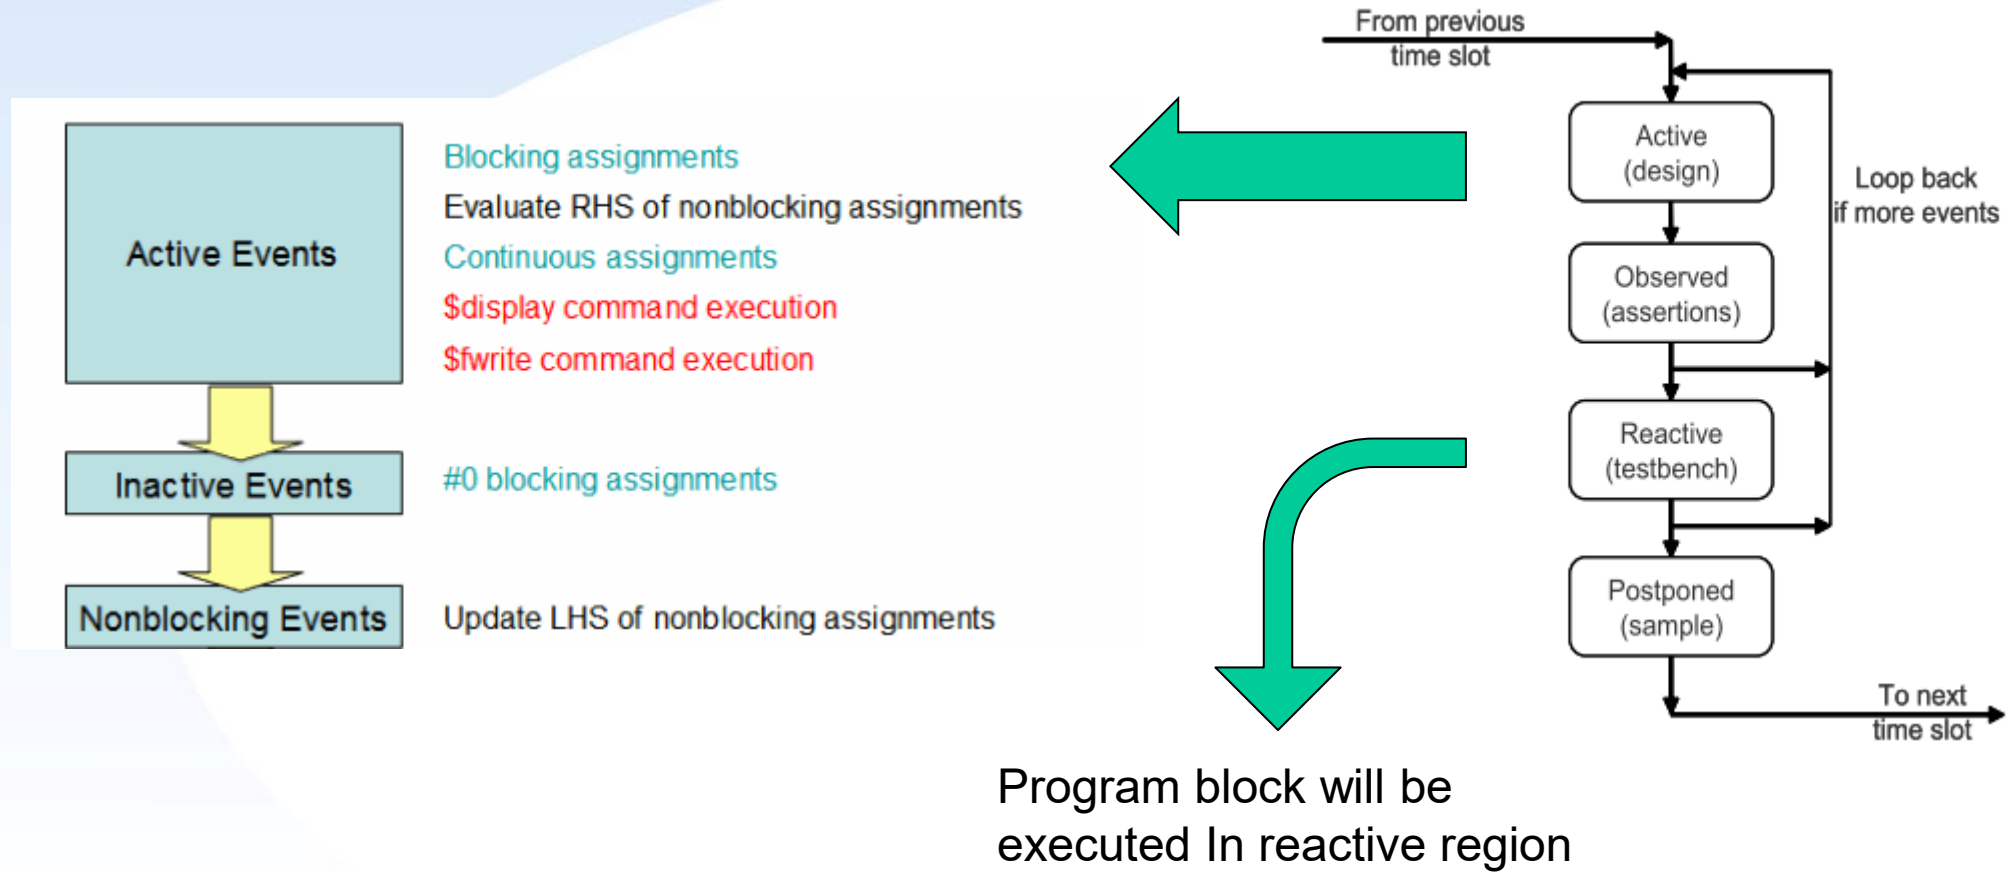 From previous
time slot
Active
(design)
Loop back
if more events
Observed
(assertions)
Reactive
(testbench)
Postponed
(sample)
To next
time slot
Active Events
Blocking assignments
Evaluate RHS of nonblocking assignments
Continuous assignments
$display command execution
$fwrite command execution
Inactive Events
#0 blocking assignments
Nonblocking Events
Update LHS of nonblocking assignments
Program block will be
executed In reactive region